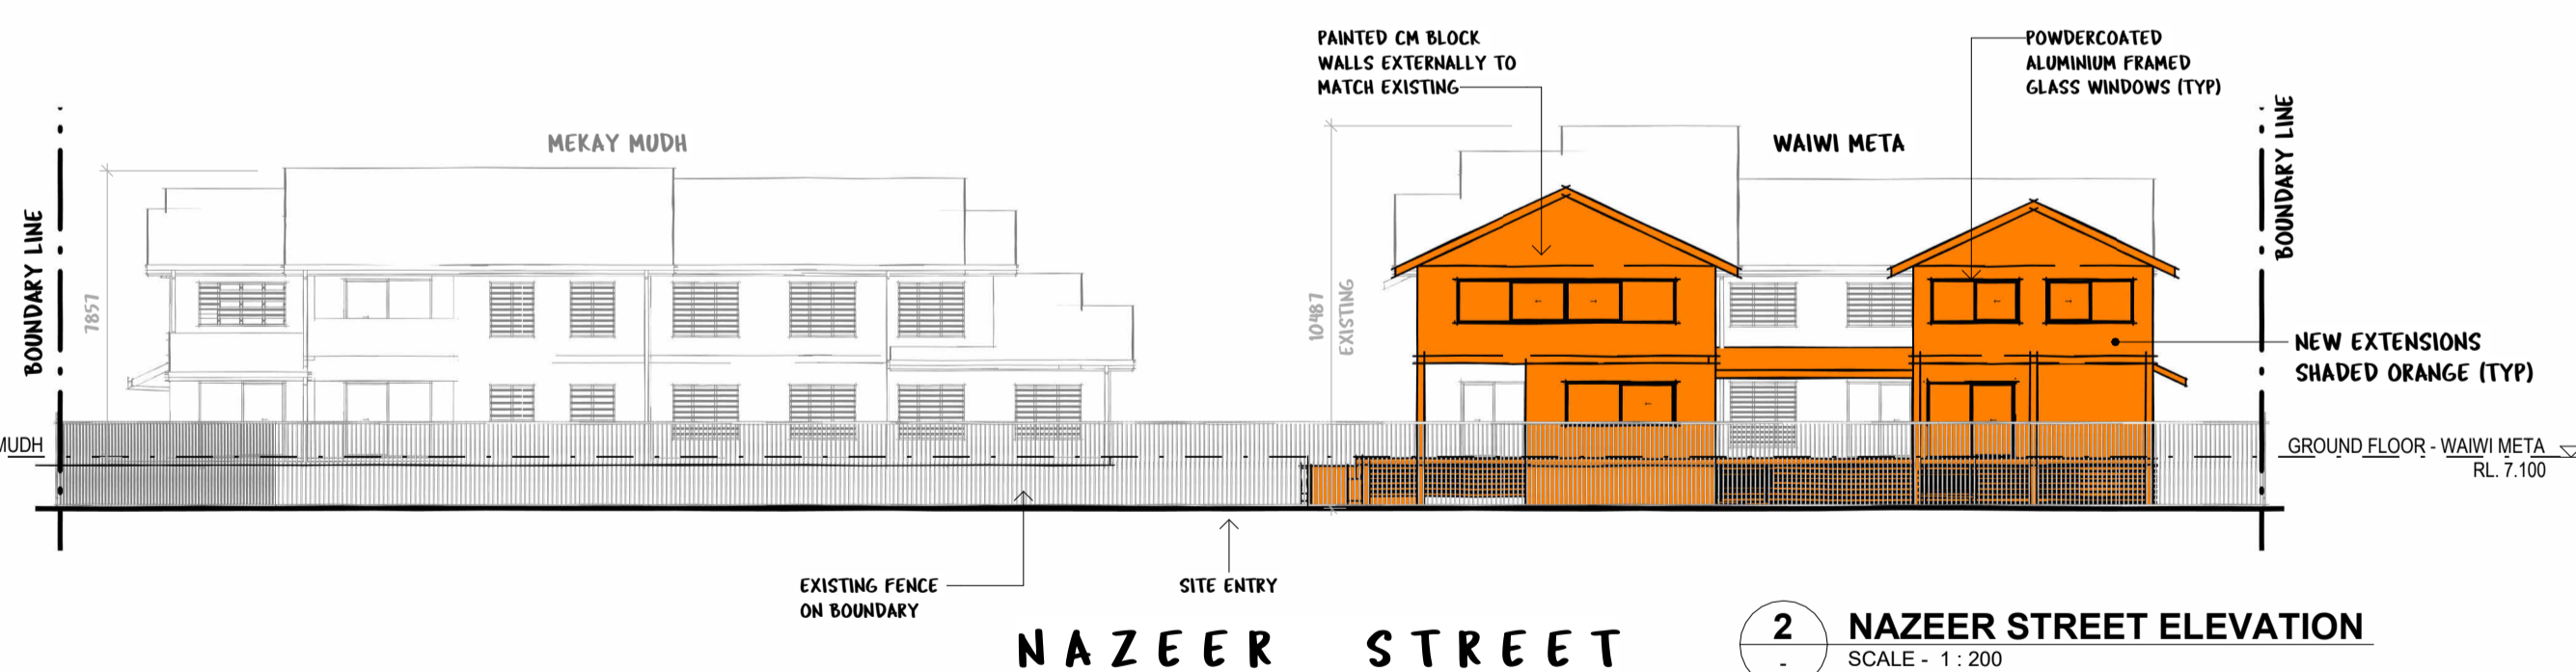 PAINTED CM BLOCK
WALLS EXTERNALLY TO
MATCH EXISTING
POWDERCOATED
ALUMINIUM FRAMED
GLASS WINDOWS (TYP)
MEKAY MUDH
WAIWI META
BOUNDARY LINE
7857
10487
EXISTING
BOUNDARY LINE
NEW EXTENSIONS
SHADED ORANGE (TYP)
MUDH
GROUND FLOOR - WAIWI META
RL. 7.100
EXISTING FENCE
ON BOUNDARY
SITE ENTRY
NAZEER STREET
2
-
NAZEER STREET ELEVATION
SCALE - 1 : 200